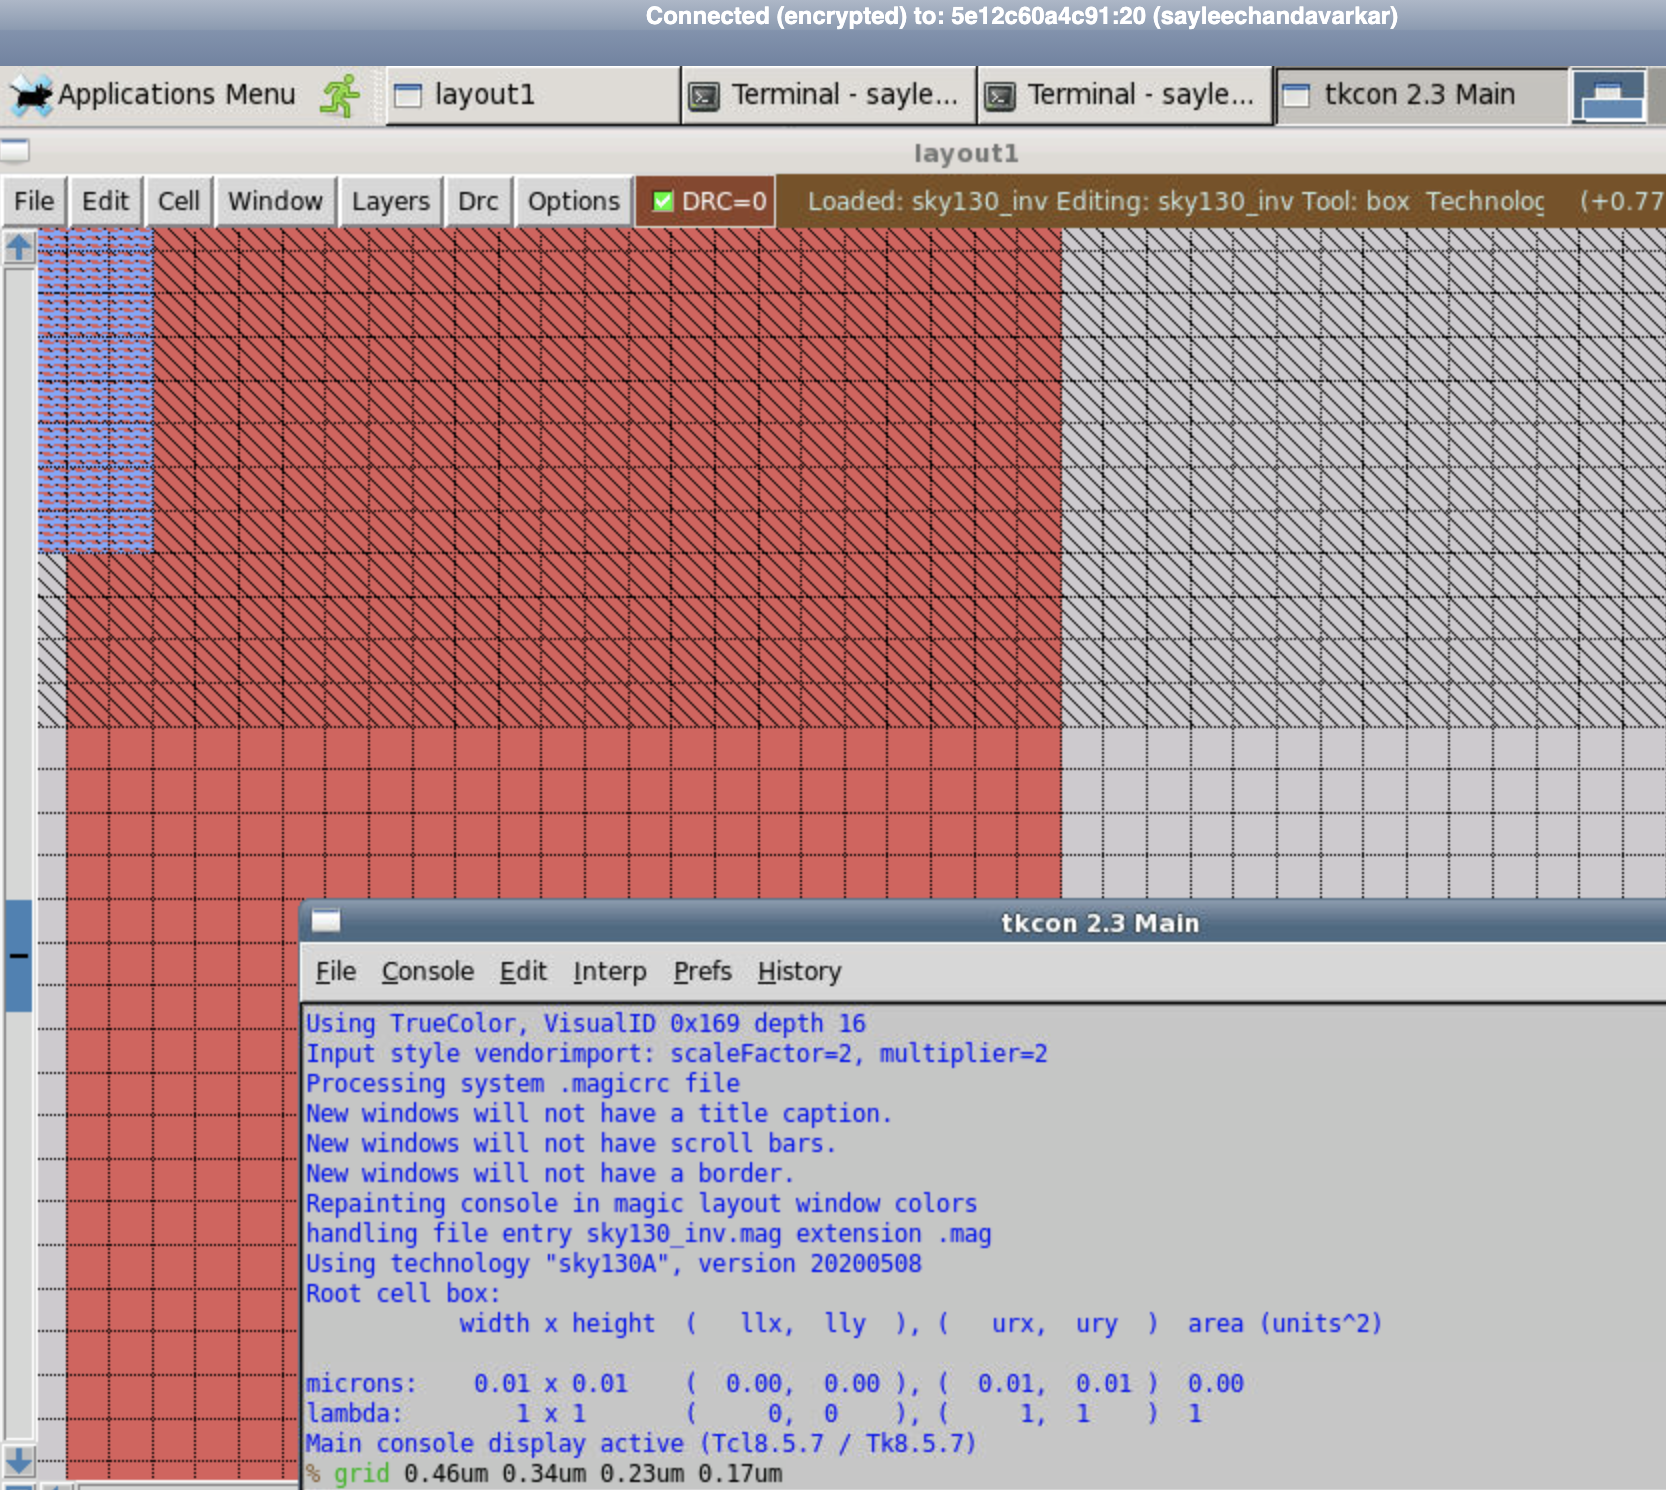 Connected (encrypted) to: 5e12c60a4c91:20 (sayleechandavarkar)
Applications Menu layout1 Terminal - sayle... Terminal - sayle... tkcon 2.3 Main
layout1
File Edit Cell Window Layers Drc Options DRC=0 Loaded: sky130_inv Editing: sky130_inv Tool: box Technolog (+0.77
tkcon 2.3 Main
File Console Edit Interp Prefs History
Using TrueColor, VisualID 0x169 depth 16
Input style vendorimport: scaleFactor=2, multiplier=2
Processing system .magicrc file
New windows will not have a title caption.
New windows will not have scroll bars.
New windows will not have a border.
Repainting console in magic layout window colors
handling file entry sky130_inv.mag extension .mag
Using technology "sky130A", version 20200508
Root cell box:
width x height ( llx, lly ), ( urx, ury ) area (units^2)
microns: 0.01 x 0.01 ( 0.00, 0.00 ), ( 0.01, 0.01 ) 0.00
lambda: 1 x 1 ( 0, 0 ), ( 1, 1 ) 1
Main console display active (Tcl8.5.7 / Tk8.5.7)
% grid 0.46um 0.34um 0.23um 0.17um